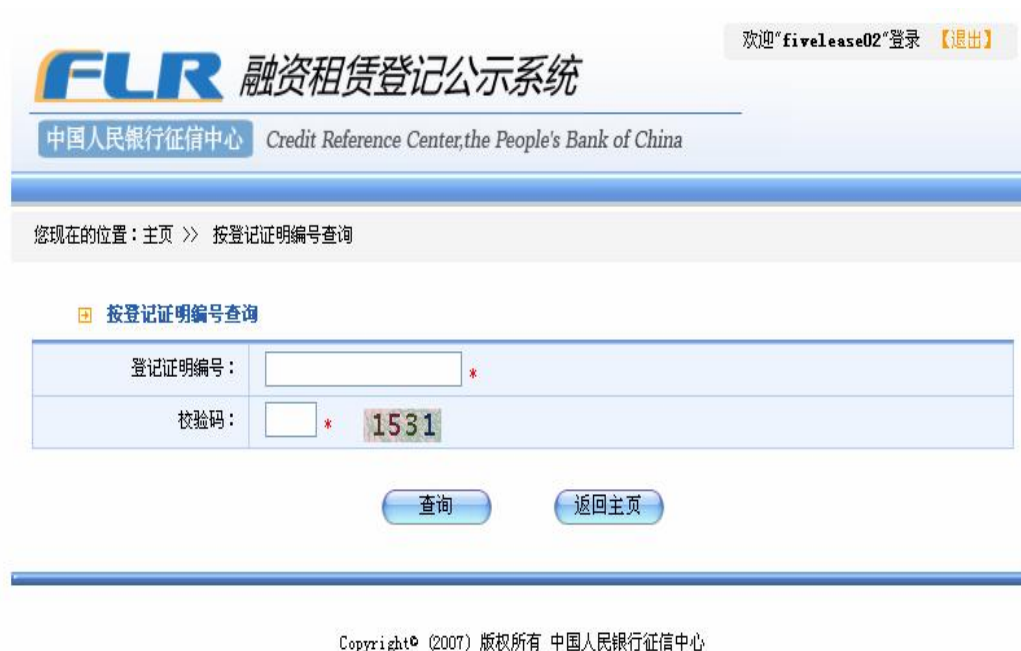 欢迎“fivelease02”登录 【退出】
FLR 融资租赁登记公示系统
中国人民银行征信中心 Credit Reference Center,the People's Bank of China
您现在的位置：主页 >> 按登记证明编号查询
按登记证明编号查询
登记证明编号： *
校验码： * 1531
查询 返回主页
Copyright© (2007) 版权所有 中国人民银行征信中心